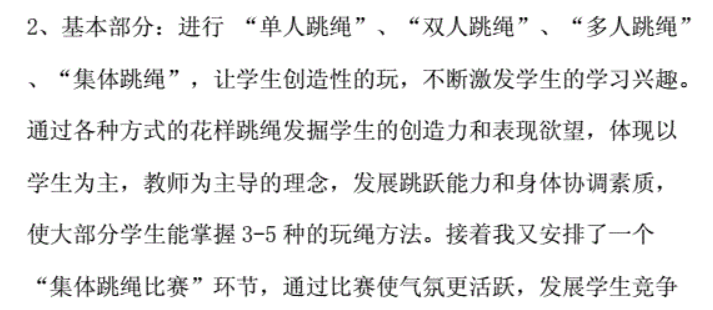 2、基本部分：进行 “单人跳绳”、“双人跳绳”、“多人跳绳”
、“集体跳绳”，让学生创造性的玩，不断激发学生的学习兴趣。
通过各种方式的花样跳绳发掘学生的创造力和表现欲望，体现以
学生为主，教师为主导的理念，发展跳跃能力和身体协调素质，
使大部分学生能掌握 3-5 种的玩绳方法。接着我又安排了一个
“集体跳绳比赛”环节，通过比赛使气氛更活跃，发展学生竞争